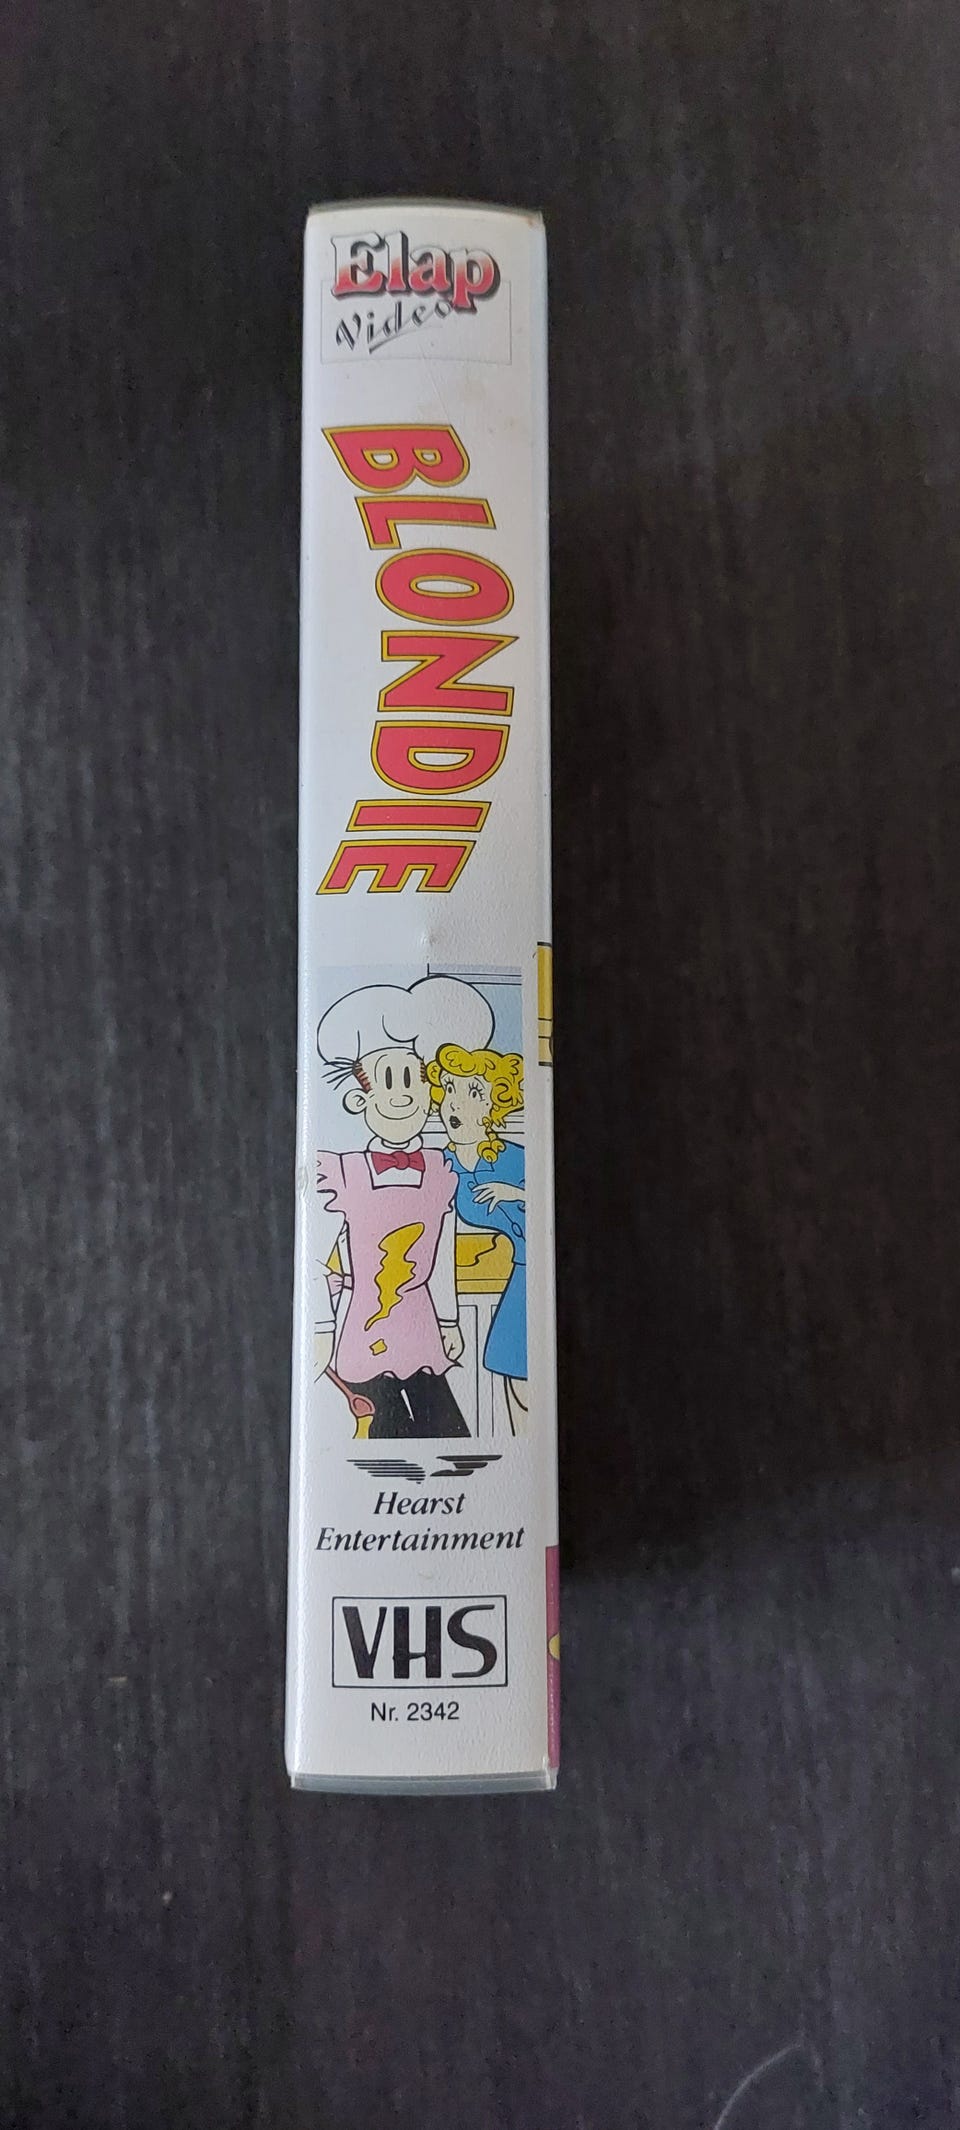 Elap
Video
BLONDIE
Hearst
Entertainment
VHS
Nr. 2342